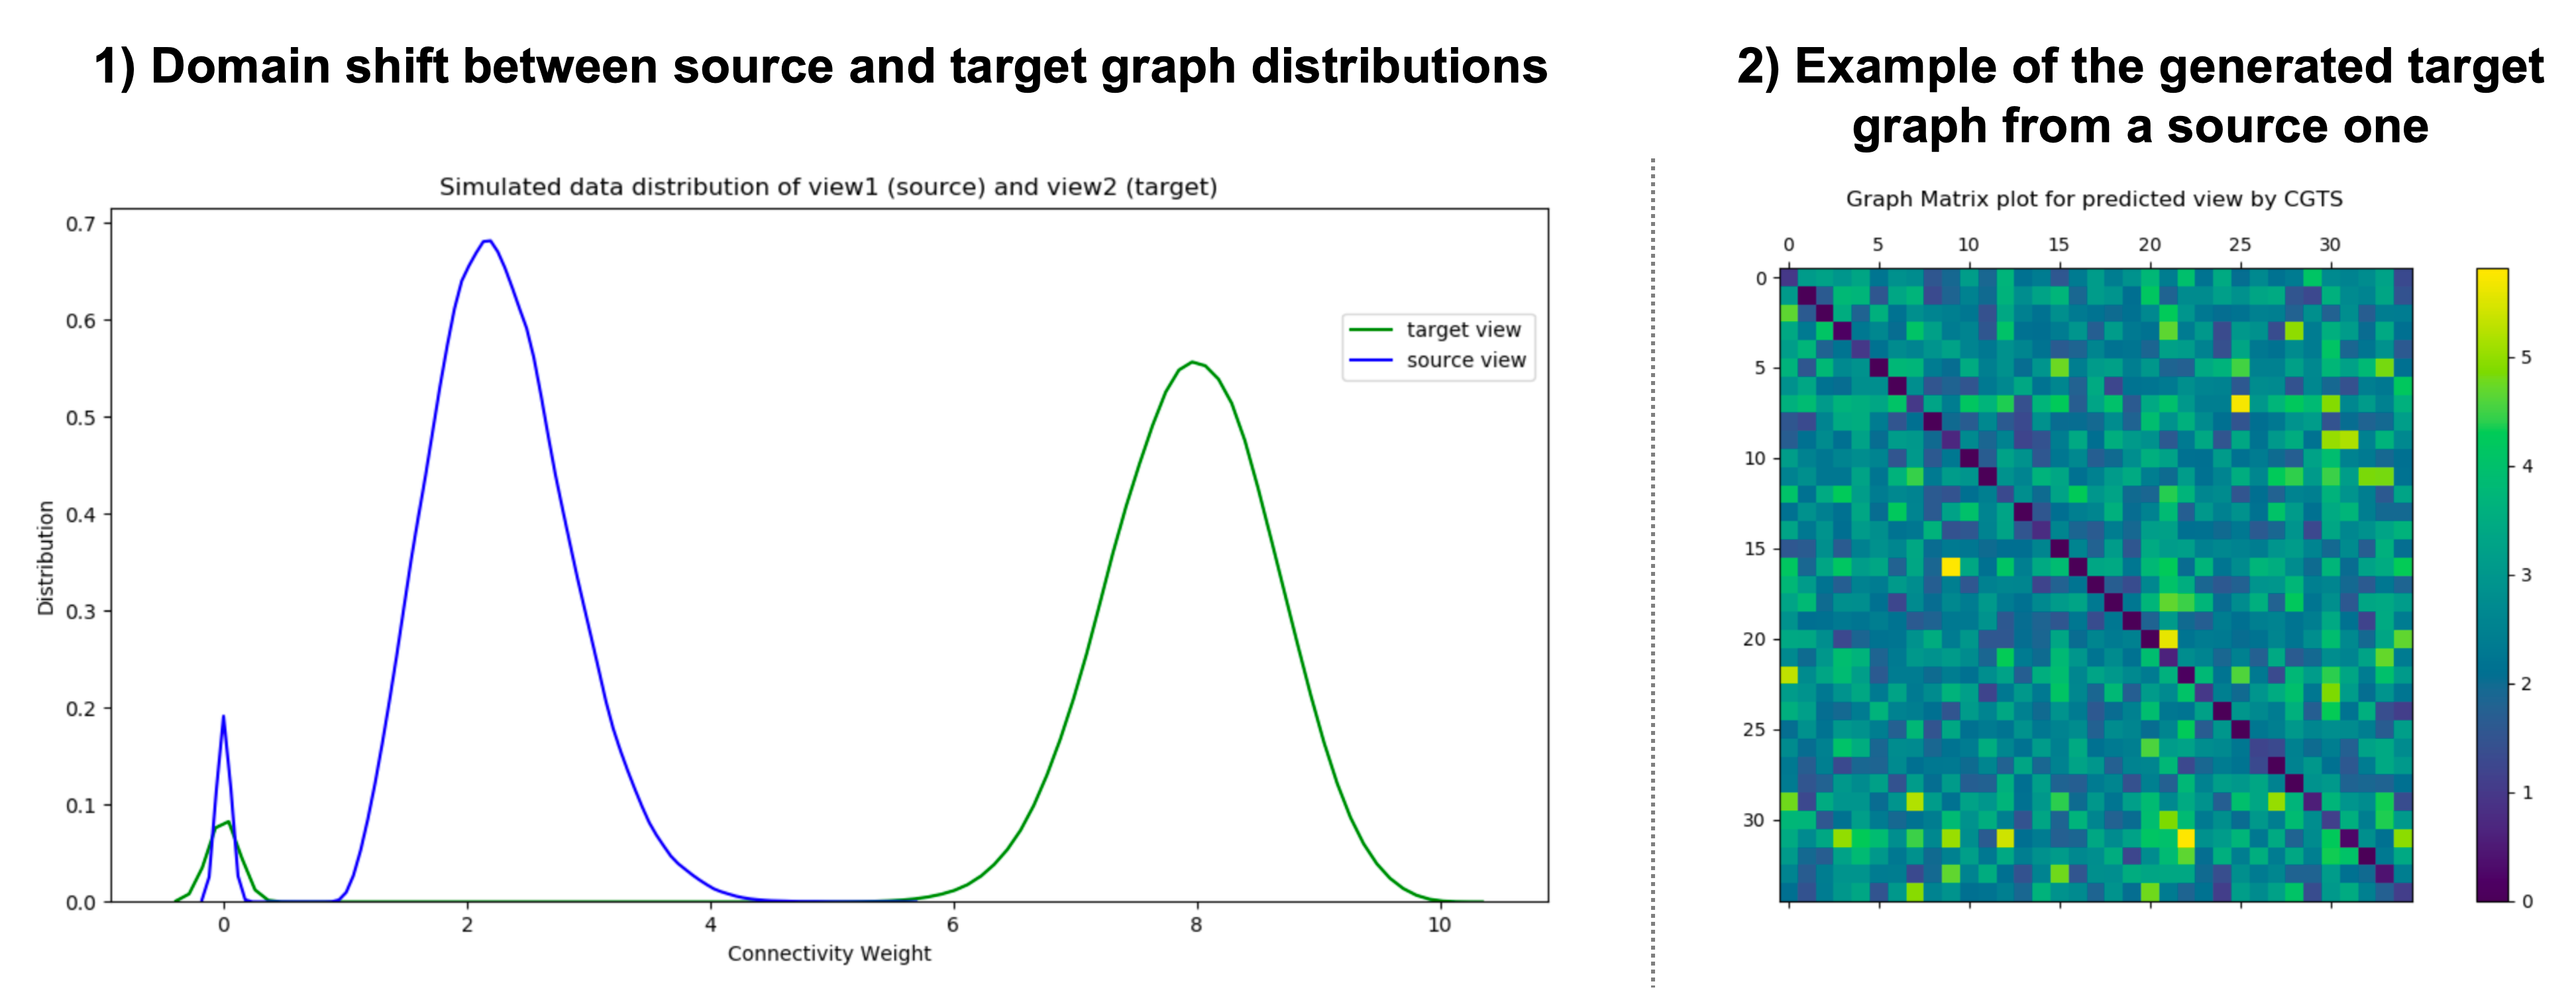 1) Domain shift between source and target graph distributions
Simulated data distribution of view1 (source) and view2 (target)
0.7
0.6
0.5
0.4
0.3
0.2
0.1
0.0
Distribution
0 2 4 6 8 10
Connectivity Weight
target view
source view
2) Example of the generated target
graph from a source one
Graph Matrix plot for predicted view by CGTS
0 5 10 15 20 25 30
0
5
10
15
20
25
30
5
4
3
2
1
0